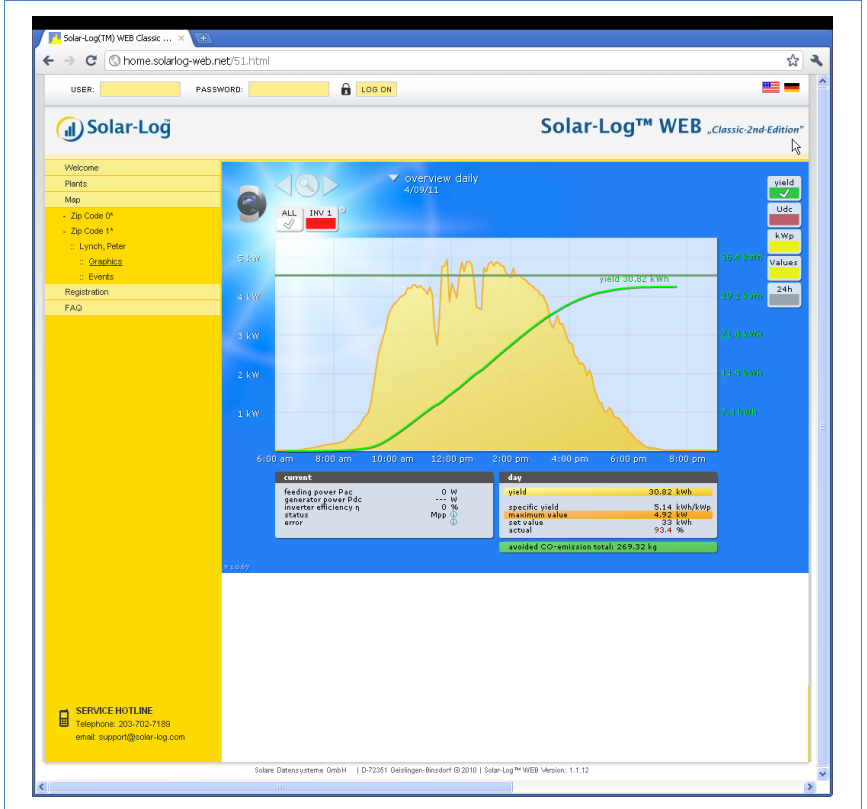 Solar-Log(TM) WEB Classic ...
home.solarlog-web.net/51.html
USER: PASSWORD: LOG ON
Solar-Log™
Solar-Log™ WEB „Classic-2nd-Edition"
Welcome
Plants
Map
- Zip Code 0*
- Zip Code 1*
:: Lynch, Peter
:: Graphics
:: Events
Registration
FAQ
overview daily
4/09/11
ALL INV 1
yield
Udc
kWp
Values
24h
5 kW
4 kW
3 kW
2 kW
1 kW
yield 30.82 kWh
36.4 kWh
29.1 kWh
21.8 kWh
14.5 kWh
7.3 kWh
6:00 am 8:00 am 10:00 am 12:00 pm 2:00 pm 4:00 pm 6:00 pm 8:00 pm
current
feeding power Pac 0 W
generator power Pdc --- W
inverter efficiency η 0 %
status Mpp
error
day
yield 30.82 kWh
specific yield 5.14 kWh/kWp
maximum value 4.92 kW
set value 33 kWh
actual 93.4 %
avoided CO-emission total: 269.32 kg
V 1.0.67
SERVICE HOTLINE
Telephone: 203-702-7189
email: support@solar-log.com
Solare Datensysteme GmbH | D-72351 Geislingen-Binsdorf @ 2010 | Solar-Log™ WEB Version: 1.1.12